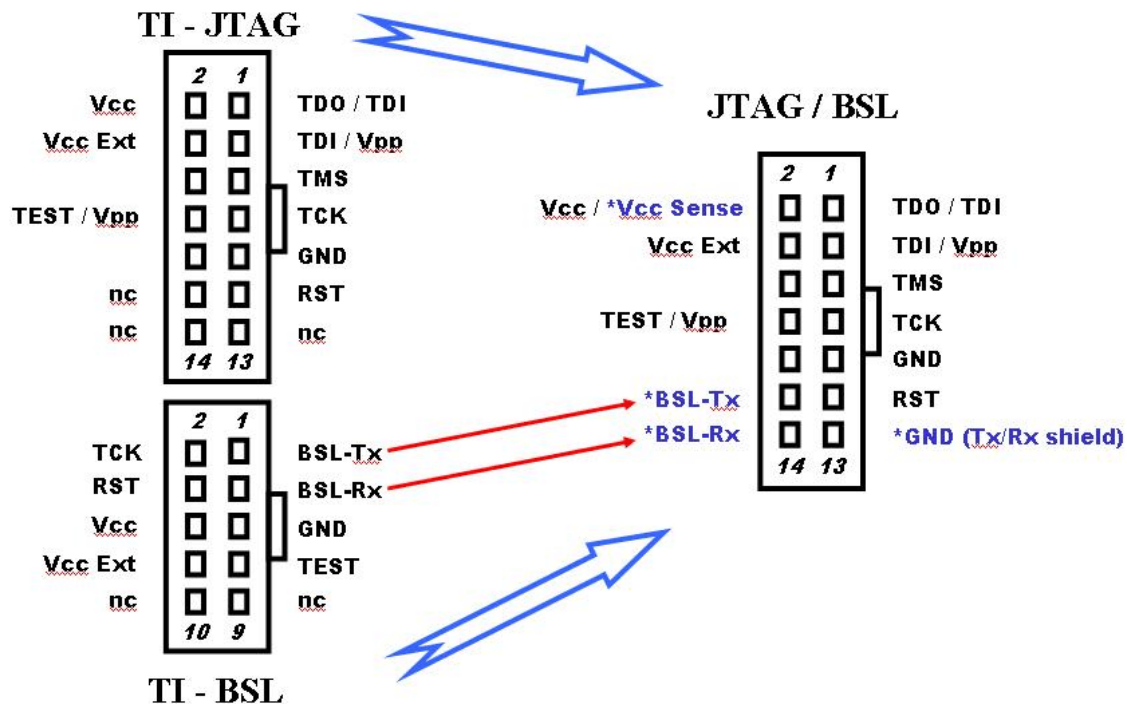 TI - JTAG
2 1
Vcc TDO / TDI
Vcc Ext TDI / Vpp
TMS
TEST / Vpp TCK
GND
nc RST
nc nc
14 13
2 1
TCK BSL-Tx
RST BSL-Rx
Vcc GND
Vcc Ext TEST
nc nc
10 9
TI - BSL
JTAG / BSL
2 1
Vcc / *Vcc Sense TDO / TDI
Vcc Ext TDI / Vpp
TMS
TEST / Vpp TCK
GND
*BSL-Tx RST
*BSL-Rx *GND (Tx/Rx shield)
14 13